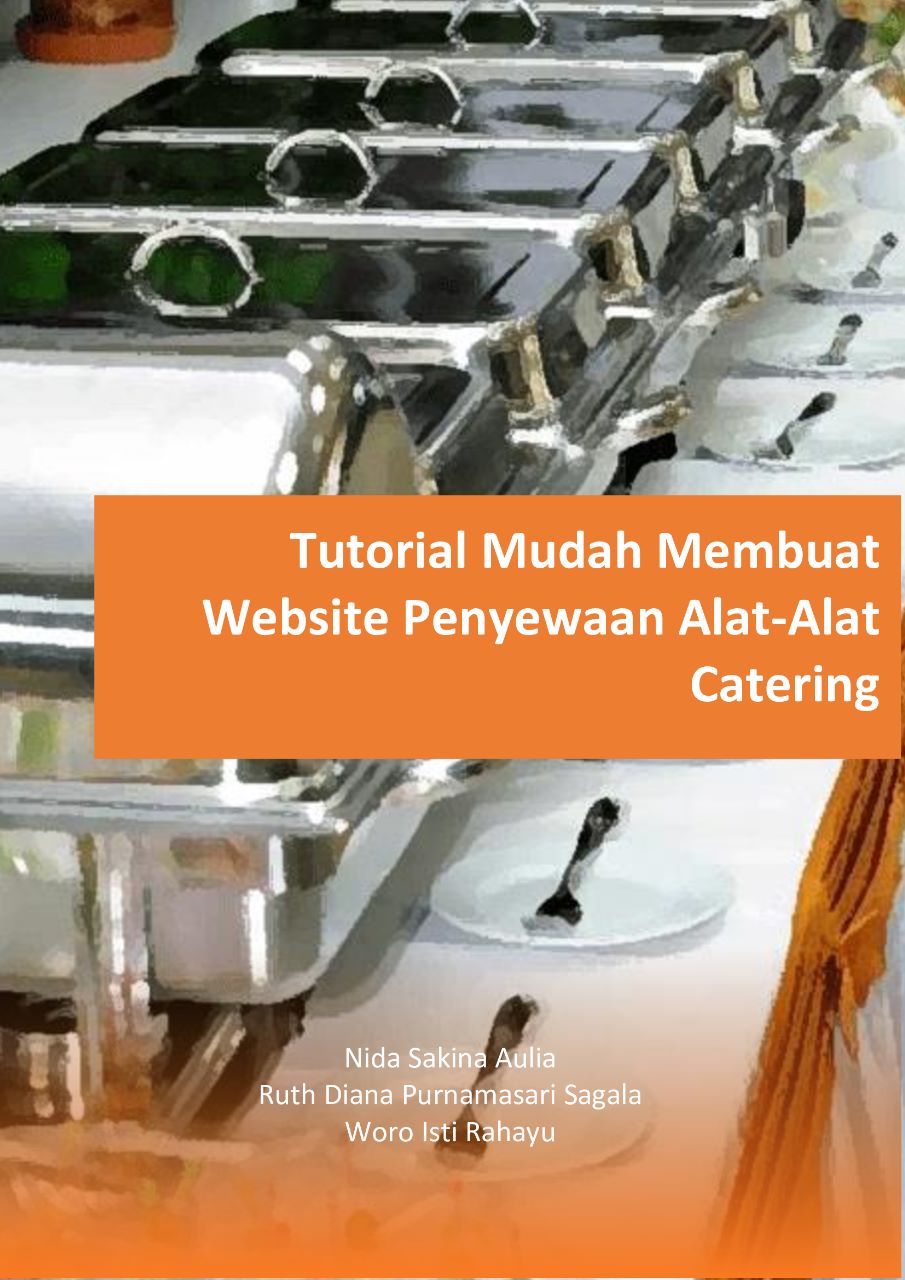 Tutorial Mudah Membuat
Website Penyewaan Alat-Alat
Catering
Nida Sakina Aulia
Ruth Diana Purnamasari Sagala
Woro Isti Rahayu